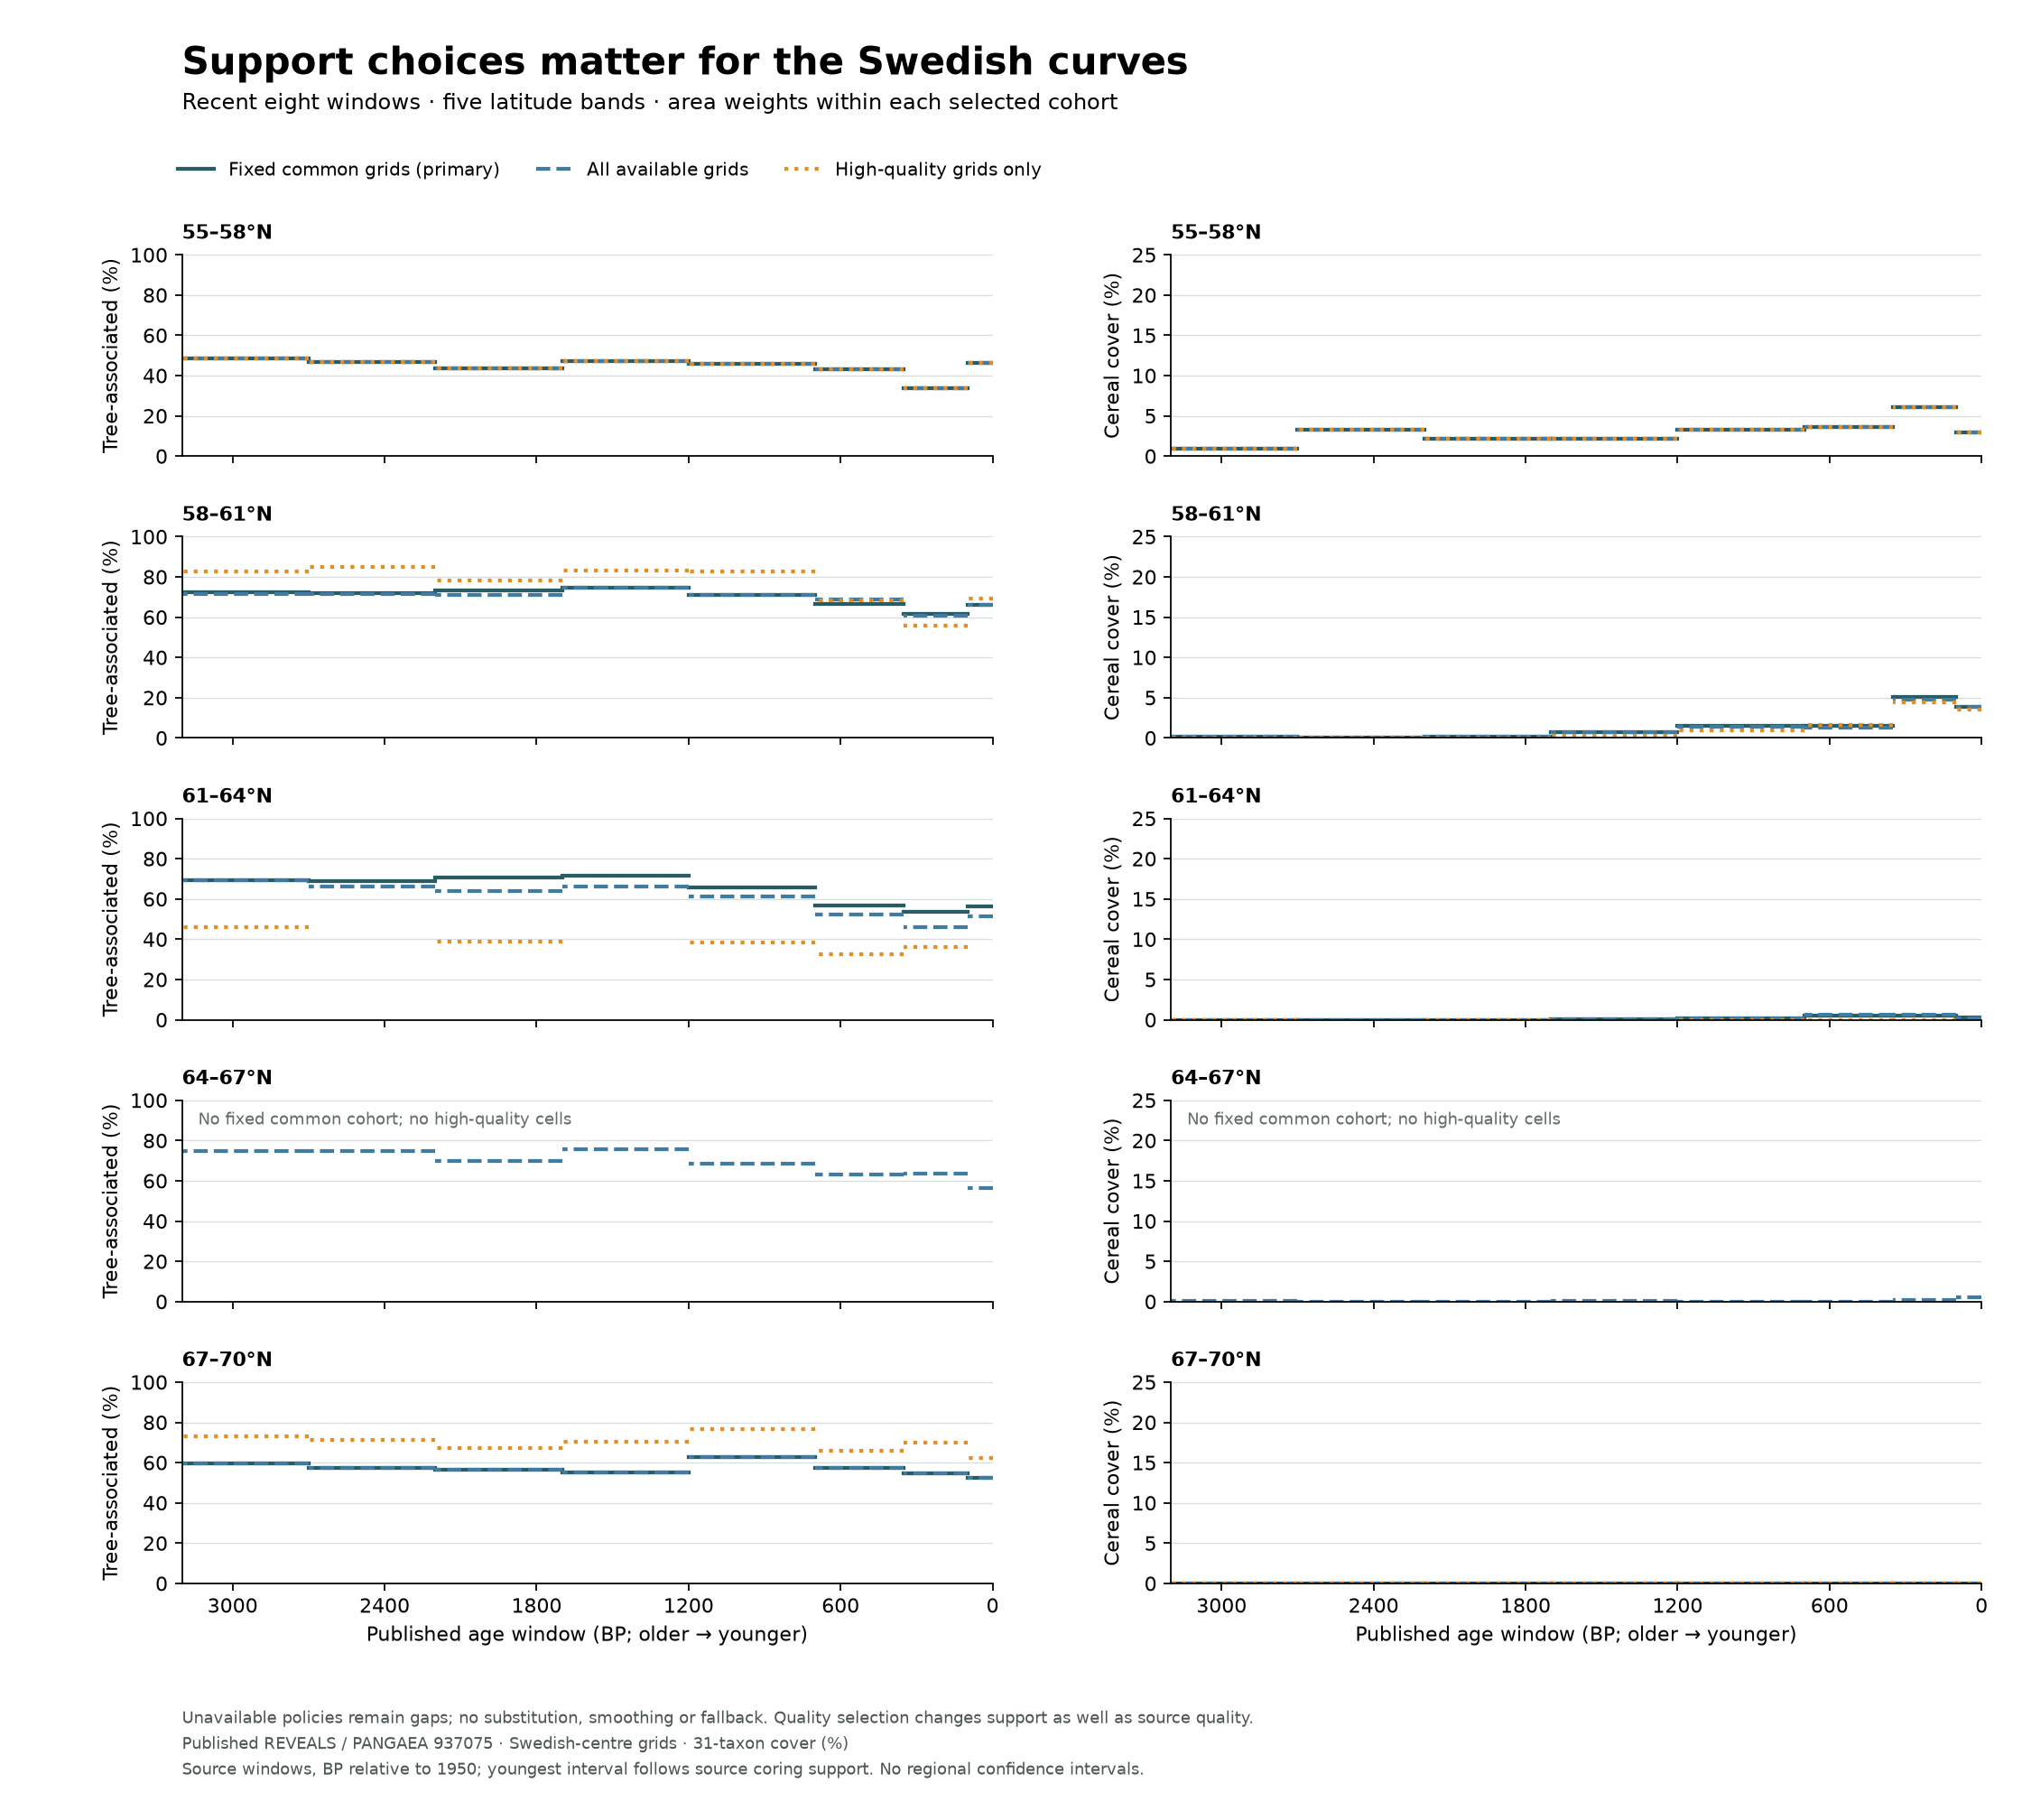 Support choices matter for the Swedish curves
Recent eight windows · five latitude bands · area weights within each selected cohort
Fixed common grids (primary)
All available grids
High-quality grids only
55–58°N
Tree-associated (%)
100
80
60
40
20
0
55–58°N
Cereal cover (%)
25
20
15
10
5
0
58–61°N
Tree-associated (%)
100
80
60
40
20
0
58–61°N
Cereal cover (%)
25
20
15
10
5
0
61–64°N
Tree-associated (%)
100
80
60
40
20
0
61–64°N
Cereal cover (%)
25
20
15
10
5
0
64–67°N
Tree-associated (%)
100
80
60
40
20
0
No fixed common cohort; no high-quality cells
64–67°N
Cereal cover (%)
25
20
15
10
5
0
No fixed common cohort; no high-quality cells
67–70°N
Tree-associated (%)
100
80
60
40
20
0
3000 2400 1800 1200 600 0
Published age window (BP; older → younger)
67–70°N
Cereal cover (%)
25
20
15
10
5
0
3000 2400 1800 1200 600 0
Published age window (BP; older → younger)
Unavailable policies remain gaps; no substitution, smoothing or fallback. Quality selection changes support as well as source quality.
Published REVEALS / PANGAEA 937075 · Swedish-centre grids · 31-taxon cover (%)
Source windows, BP relative to 1950; youngest interval follows source coring support. No regional confidence intervals.